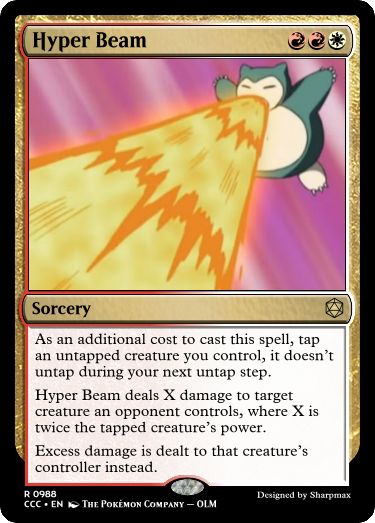 Hyper Beam
Sorcery
As an additional cost to cast this spell, tap
an untapped creature you control, it doesn't
untap during your next untap step.
Hyper Beam deals X damage to target
creature an opponent controls, where X is
twice the tapped creature's power.
Excess damage is dealt to that creature's
controller instead.
R 0988
CCC • EN The Pokémon Company — OLM
Designed by Sharpmax